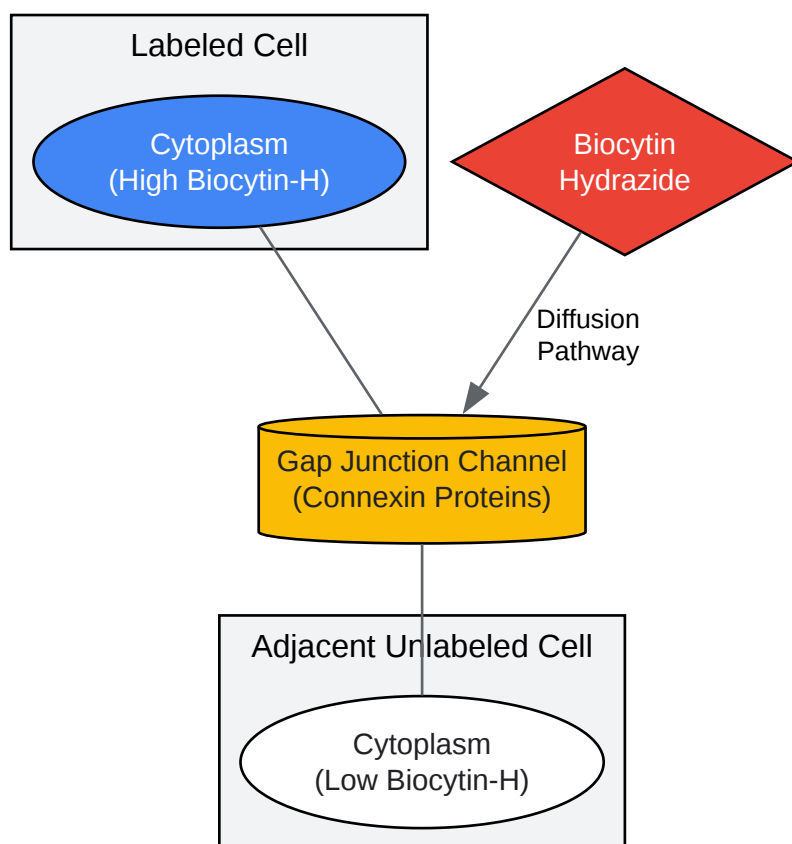 Labeled Cell
Cytoplasm
(High Biocytin-H)
Biocytin
Hydrazide
Diffusion
Pathway
Gap Junction Channel
(Connexin Proteins)
Adjacent Unlabeled Cell
Cytoplasm
(Low Biocytin-H)